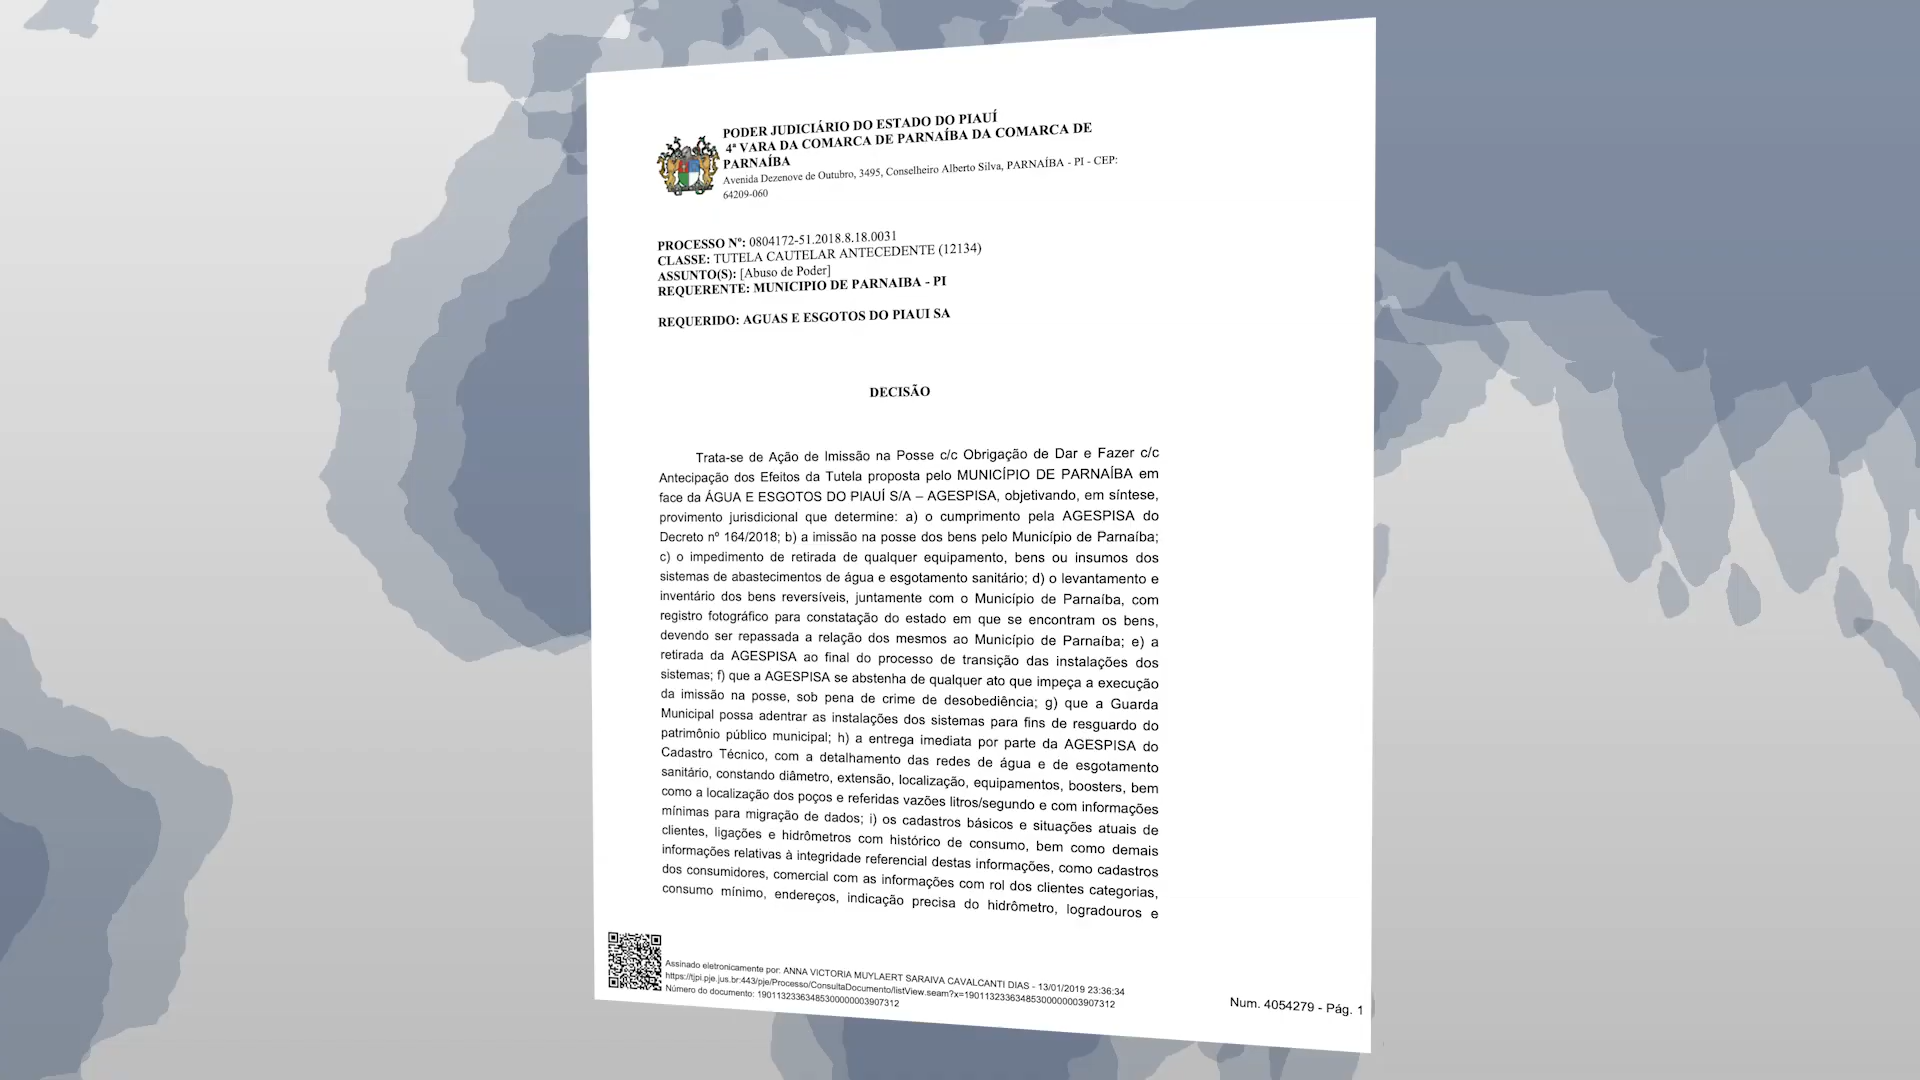 PODER JUDICIÁRIO DO ESTADO DO PIAUÍ
4ª VARA DA COMARCA DE PARNAÍBA DA COMARCA DE
PARNAÍBA
Avenida Dezenove de Outubro, 3495, Conselheiro Alberto Silva, PARNAÍBA - PI - CEP:
64209-060
PROCESSO Nº: 0804172-51.2018.8.18.0031
CLASSE: TUTELA CAUTELAR ANTECEDENTE (12134)
ASSUNTO(S): [Abuso de Poder]
REQUERENTE: MUNICIPIO DE PARNAIBA - PI
REQUERIDO: AGUAS E ESGOTOS DO PIAUI SA
DECISÃO
Trata-se de Ação de Imissão na Posse c/c Obrigação de Dar e Fazer c/c
Antecipação dos Efeitos da Tutela proposta pelo MUNICÍPIO DE PARNAÍBA em
face da ÁGUA E ESGOTOS DO PIAUÍ S/A – AGESPISA, objetivando, em síntese,
provimento jurisdicional que determine: a) o cumprimento pela AGESPISA do
Decreto nº 164/2018; b) a imissão na posse dos bens pelo Município de Parnaíba;
c) o impedimento de retirada de qualquer equipamento, bens ou insumos dos
sistemas de abastecimentos de água e esgotamento sanitário; d) o levantamento e
inventário dos bens reversíveis, juntamente com o Município de Parnaíba, com
registro fotográfico para constatação do estado em que se encontram os bens,
devendo ser repassada a relação dos mesmos ao Município de Parnaíba; e) a
retirada da AGESPISA ao final do processo de transição das instalações dos
sistemas; f) que a AGESPISA se abstenha de qualquer ato que impeça a execução
da imissão na posse, sob pena de crime de desobediência; g) que a Guarda
Municipal possa adentrar as instalações dos sistemas para fins de resguardo do
patrimônio público municipal; h) a entrega imediata por parte da AGESPISA do
Cadastro Técnico, com a detalhamento das redes de água e de esgotamento
sanitário, constando diâmetro, extensão, localização, equipamentos, boosters, bem
como a localização dos poços e referidas vazões litros/segundo e com informações
mínimas para migração de dados; i) os cadastros básicos e situações atuais de
clientes, ligações e hidrômetros com histórico de consumo, bem como demais
informações relativas à integridade referencial destas informações, como cadastros
dos consumidores, comercial com as informações com rol dos clientes categorias,
consumo mínimo, endereços, indicação precisa do hidrômetro, logradouros e
Assinado eletronicamente por: ANNA VICTORIA MUYLAERT SARAIVA CAVALCANTI DIAS - 13/01/2019 23:36:34
https://tjpi.pje.jus.br:443/pje/Processo/ConsultaDocumento/listView.seam?x=19011323363485300000003907312
Número do documento: 19011323363485300000003907312
Num. 4054279 - Pág. 1